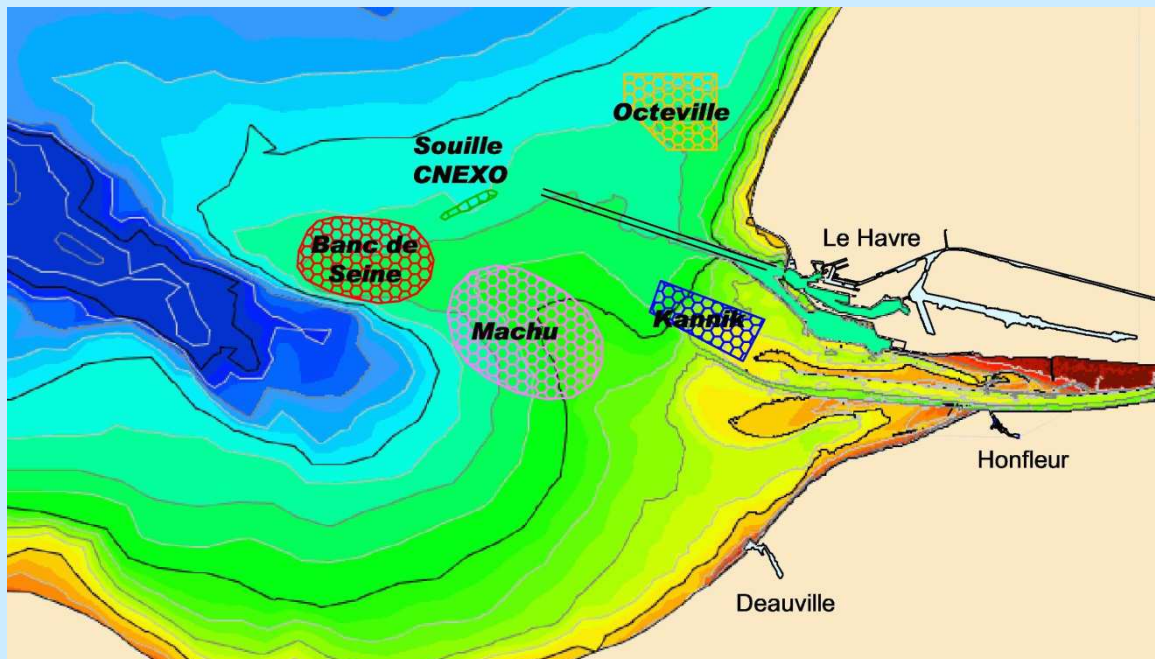 Octeville
Souille
CNEXO
Banc de
Seine
Le Havre
Machu
Kannik
Honfleur
Deauville